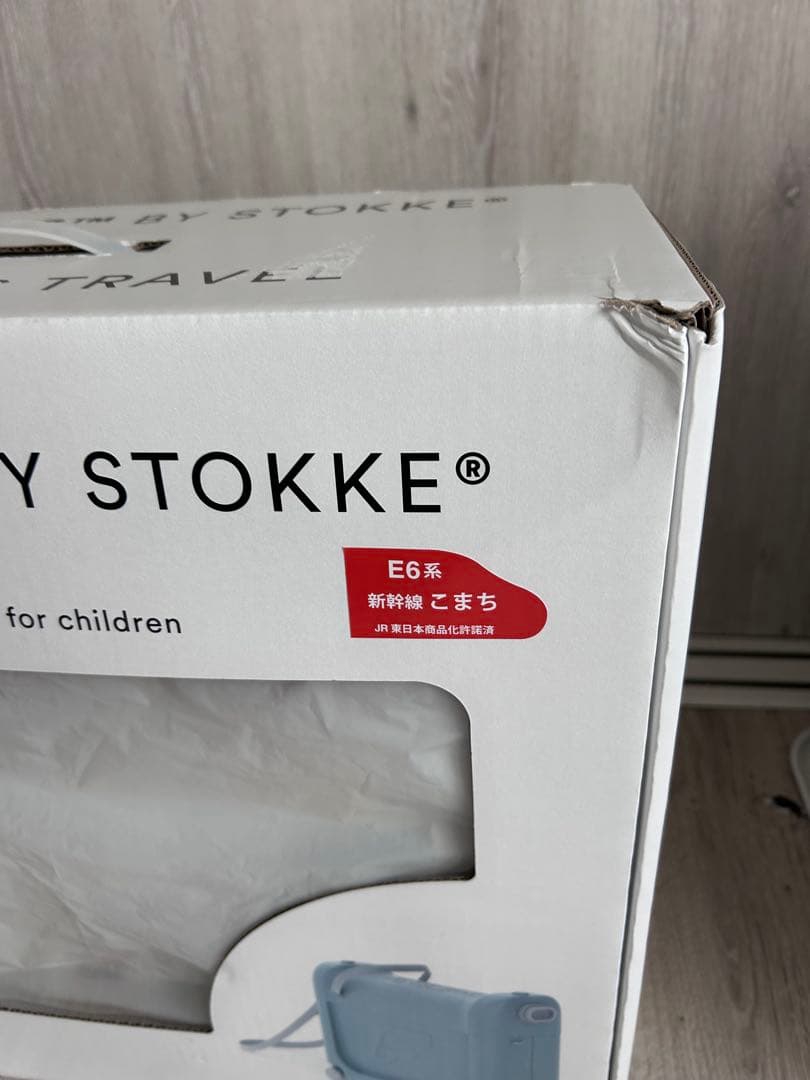 BY STOKKE®
TRAVEL
Y STOKKE®
E6系
新幹線 こまち
JR東日本商品化許諾済
for children